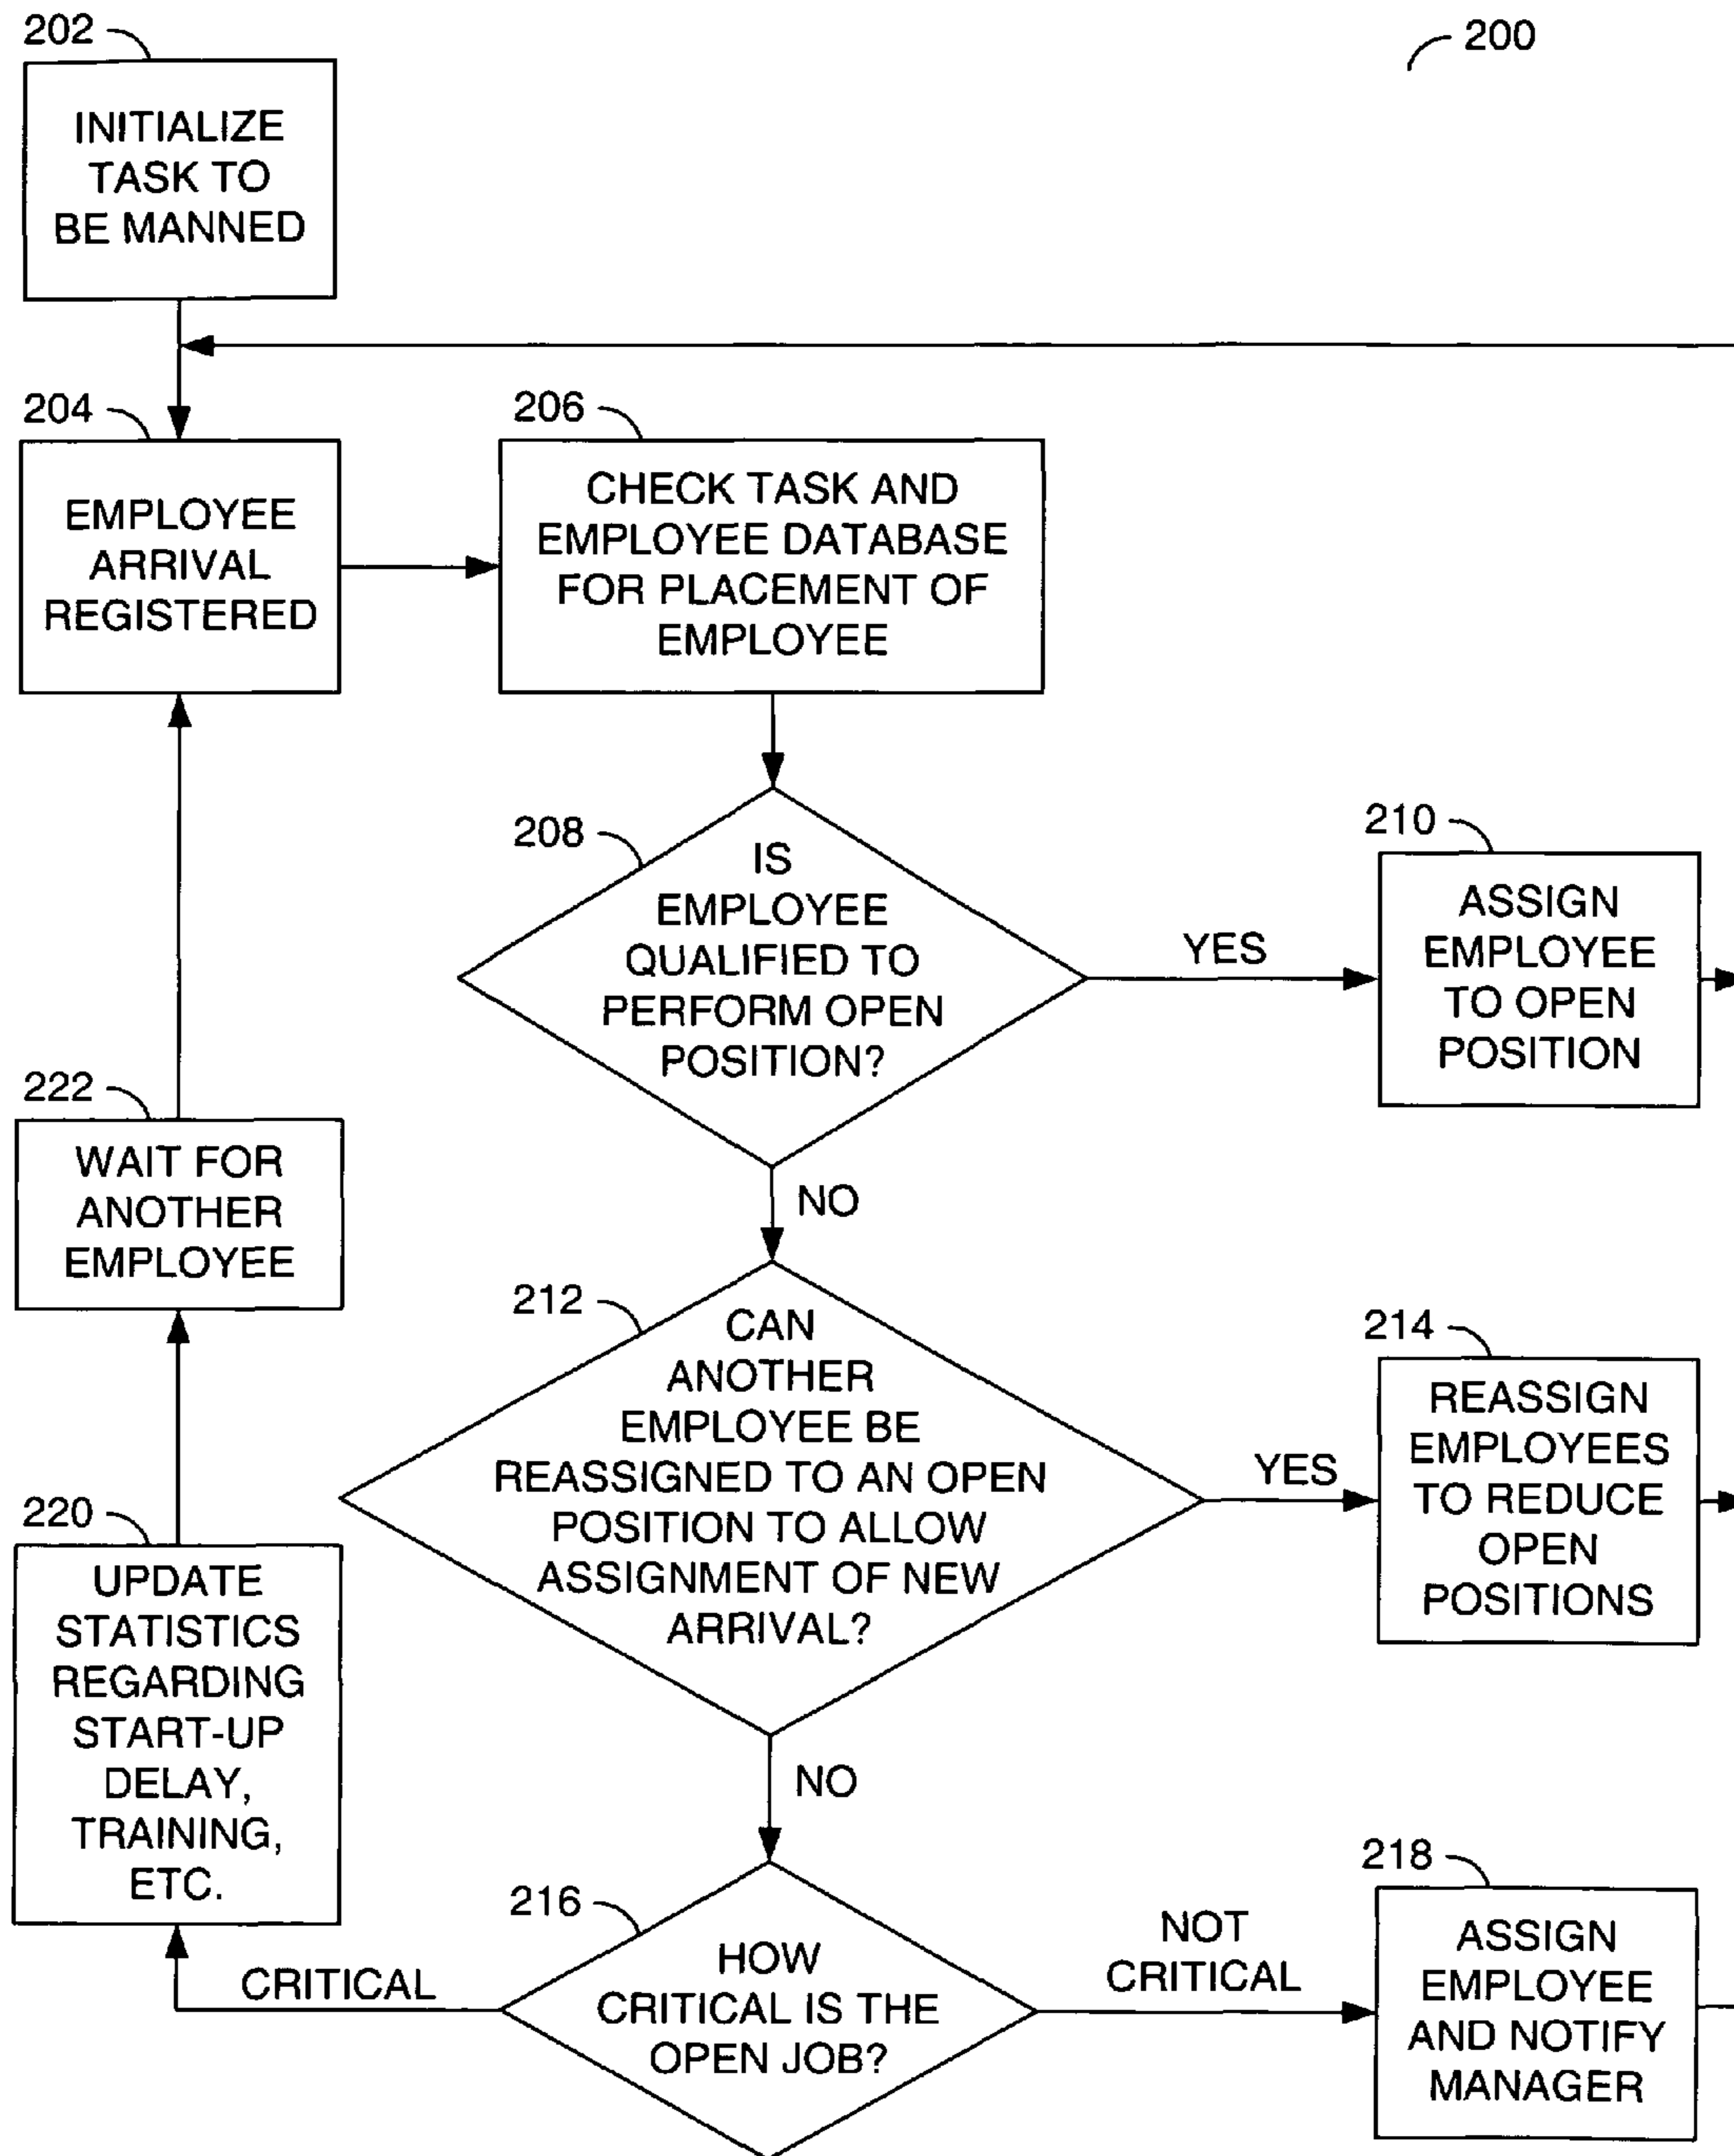 202
200
INITIALIZE
TASK TO
BE MANNED
204
EMPLOYEE
ARRIVAL
REGISTERED
206
CHECK TASK AND
EMPLOYEE DATABASE
FOR PLACEMENT OF
EMPLOYEE
208
IS
EMPLOYEE
QUALIFIED TO
PERFORM OPEN
POSITION?
YES
210
ASSIGN
EMPLOYEE
TO OPEN
POSITION
NO
222
WAIT FOR
ANOTHER
EMPLOYEE
212
CAN
ANOTHER
EMPLOYEE BE
REASSIGNED TO AN OPEN
POSITION TO ALLOW
ASSIGNMENT OF NEW
ARRIVAL?
YES
214
REASSIGN
EMPLOYEES
TO REDUCE
OPEN
POSITIONS
220
UPDATE
STATISTICS
REGARDING
START-UP
DELAY,
TRAINING,
ETC.
NO
216
HOW
CRITICAL IS THE
OPEN JOB?
CRITICAL
NOT
CRITICAL
218
ASSIGN
EMPLOYEE
AND NOTIFY
MANAGER